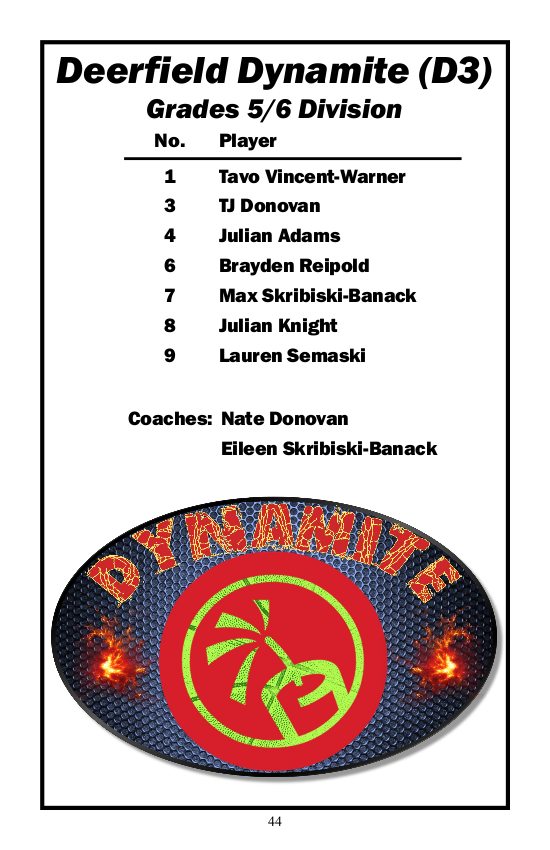 Deerfield Dynamite (D3)
Grades 5/6 Division
No. Player
1 Tavo Vincent-Warner
3 TJ Donovan
4 Julian Adams
6 Brayden Reipold
7 Max Skribiski-Banack
8 Julian Knight
9 Lauren Semaski
Coaches: Nate Donovan
Eileen Skribiski-Banack
DYNAMITE
44